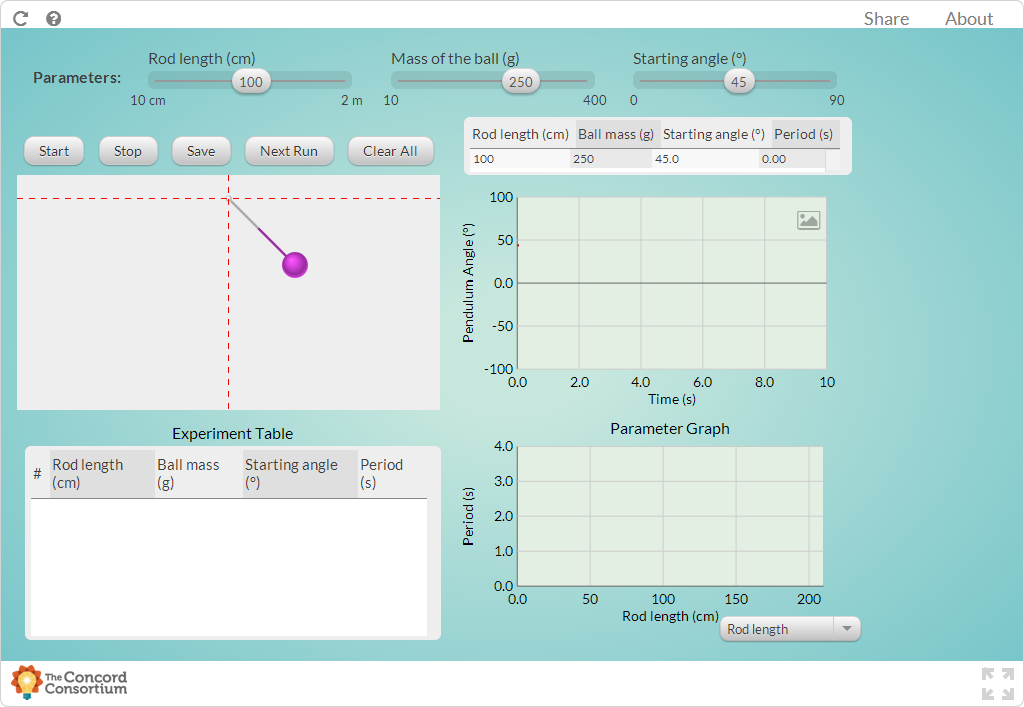 Share About
Parameters:
Rod length (cm)
100
10 cm 2 m
Mass of the ball (g)
250
10 400
Starting angle (°)
45
0 90
Start Stop Save Next Run Clear All
Rod length (cm) Ball mass (g) Starting angle (°) Period (s)
100 250 45.0 0.00
Pendulum Angle (°)
100
50
0.0
-50
-100
0.0 2.0 4.0 6.0 8.0 10
Time (s)
Experiment Table
# Rod length (cm) Ball mass (g) Starting angle (°) Period (s)
Parameter Graph
Period (s)
4.0
3.0
2.0
1.0
0.0
0.0 50 100 150 200
Rod length (cm)
Rod length
The Concord
Consortium